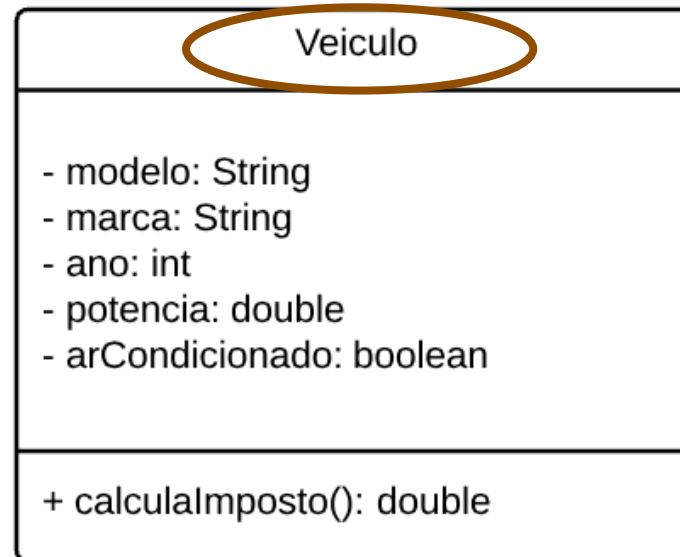 Veiculo
- modelo: String
- marca: String
- ano: int
- potencia: double
- arCondicionado: boolean
+ calculaImposto(): double